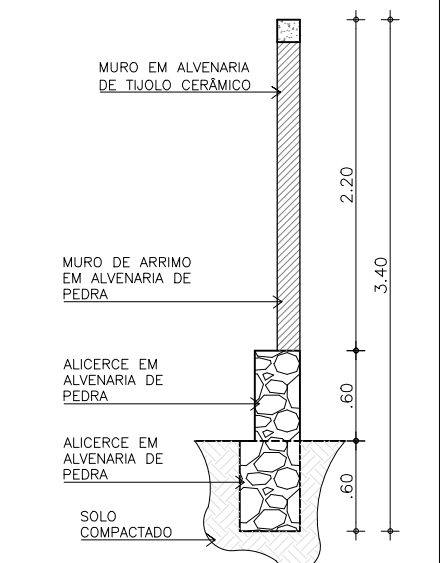 MURO EM ALVENARIA
DE TIJOLO CERÂMICO
2.20
3.40
MURO DE ARRIMO
EM ALVENARIA DE
PEDRA
ALICERCE EM
ALVENARIA DE
PEDRA
.60
ALICERCE EM
ALVENARIA DE
PEDRA
.60
SOLO
COMPACTADO